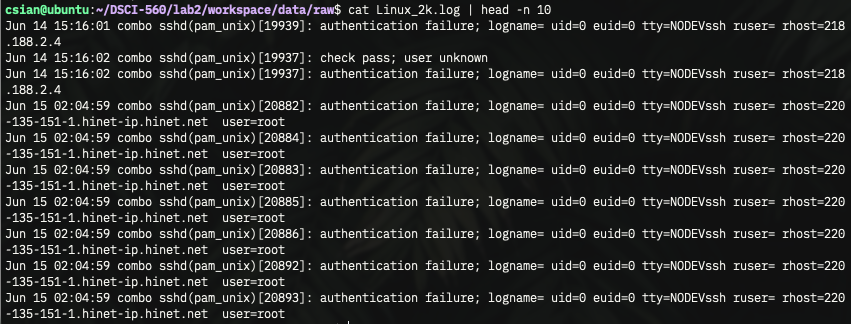 csian@ubuntu:~/DSCI-560/lab2/workspace/data/raw$ cat Linux_2k.log | head -n 10
Jun 14 15:16:01 combo sshd(pam_unix)[19939]: authentication failure; logname= uid=0 euid=0 tty=NODEVssh ruser= rhost=218
.188.2.4
Jun 14 15:16:02 combo sshd(pam_unix)[19937]: check pass; user unknown
Jun 14 15:16:02 combo sshd(pam_unix)[19937]: authentication failure; logname= uid=0 euid=0 tty=NODEVssh ruser= rhost=218
.188.2.4
Jun 15 02:04:59 combo sshd(pam_unix)[20882]: authentication failure; logname= uid=0 euid=0 tty=NODEVssh ruser= rhost=220
-135-151-1.hinet-ip.hinet.net  user=root
Jun 15 02:04:59 combo sshd(pam_unix)[20884]: authentication failure; logname= uid=0 euid=0 tty=NODEVssh ruser= rhost=220
-135-151-1.hinet-ip.hinet.net  user=root
Jun 15 02:04:59 combo sshd(pam_unix)[20883]: authentication failure; logname= uid=0 euid=0 tty=NODEVssh ruser= rhost=220
-135-151-1.hinet-ip.hinet.net  user=root
Jun 15 02:04:59 combo sshd(pam_unix)[20885]: authentication failure; logname= uid=0 euid=0 tty=NODEVssh ruser= rhost=220
-135-151-1.hinet-ip.hinet.net  user=root
Jun 15 02:04:59 combo sshd(pam_unix)[20886]: authentication failure; logname= uid=0 euid=0 tty=NODEVssh ruser= rhost=220
-135-151-1.hinet-ip.hinet.net  user=root
Jun 15 02:04:59 combo sshd(pam_unix)[20892]: authentication failure; logname= uid=0 euid=0 tty=NODEVssh ruser= rhost=220
-135-151-1.hinet-ip.hinet.net  user=root
Jun 15 02:04:59 combo sshd(pam_unix)[20893]: authentication failure; logname= uid=0 euid=0 tty=NODEVssh ruser= rhost=220
-135-151-1.hinet-ip.hinet.net  user=root